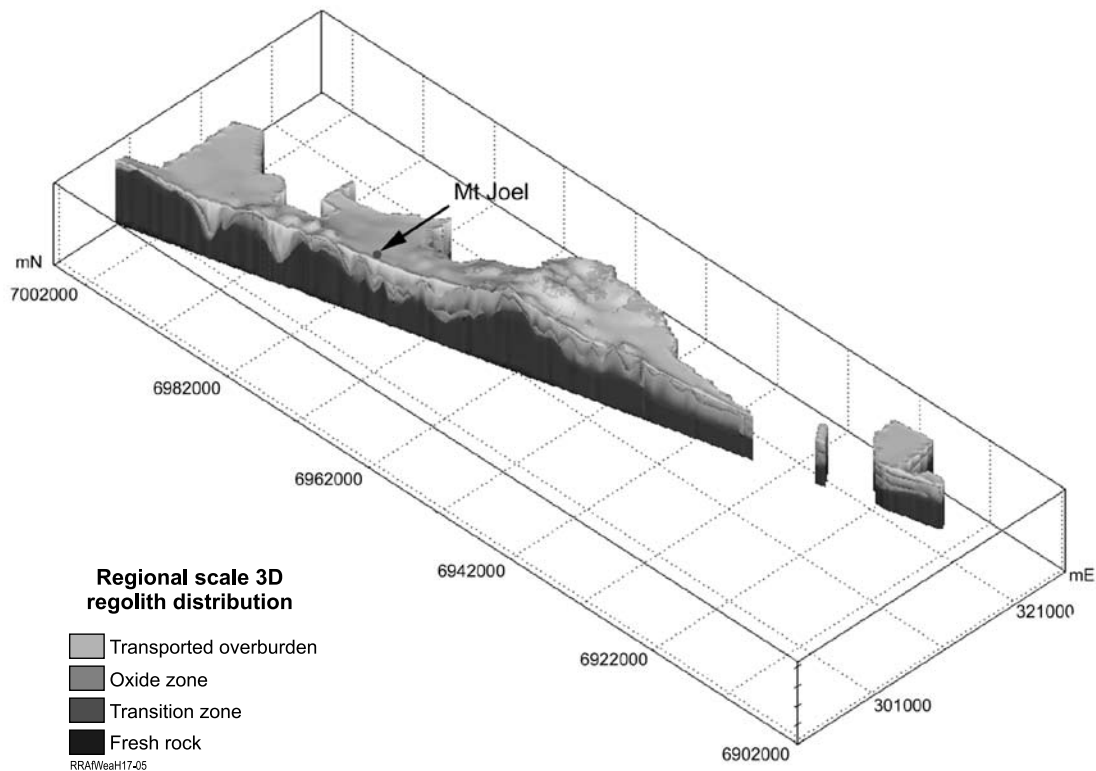 Mt Joel
mN
7002000
6982000
6962000
6942000
6922000
6902000
301000
321000
mE
Regional scale 3D
regolith distribution
Transported overburden
Oxide zone
Transition zone
Fresh rock
RRAfWeaH17-05